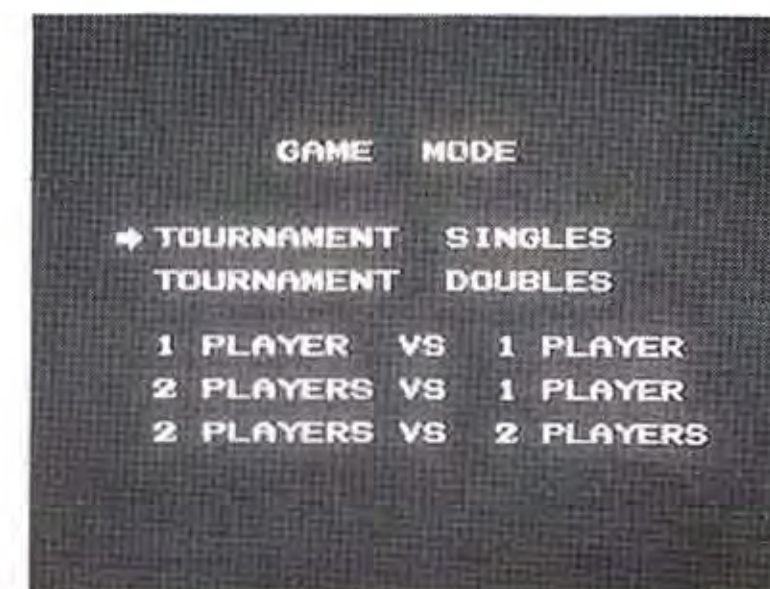 GAME MODE
TOURNAMENT SINGLES
TOURNAMENT DOUBLES
1 PLAYER VS 1 PLAYER
2 PLAYERS VS 1 PLAYER
2 PLAYERS VS 2 PLAYERS